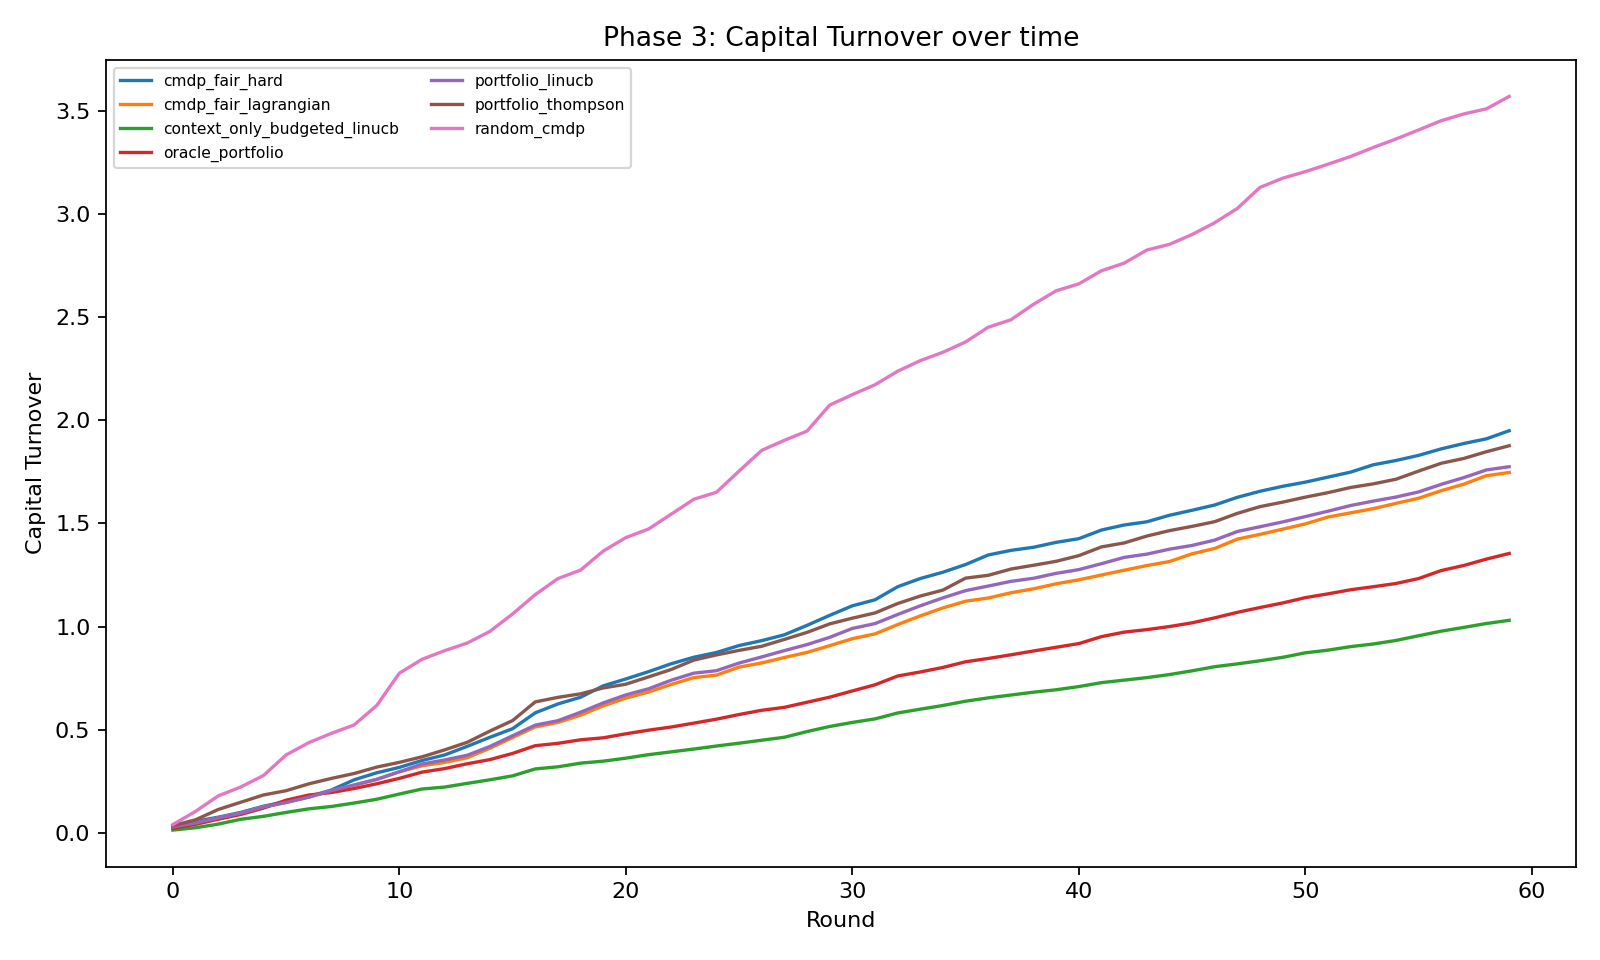 Phase 3: Capital Turnover over time
cmdp_fair_hard
cmdp_fair_lagrangian
context_only_budgeted_linucb
oracle_portfolio
portfolio_linucb
portfolio_thompson
random_cmdp
3.5
3.0
2.5
2.0
1.5
1.0
0.5
0.0
Capital Turnover
0 10 20 30 40 50 60
Round